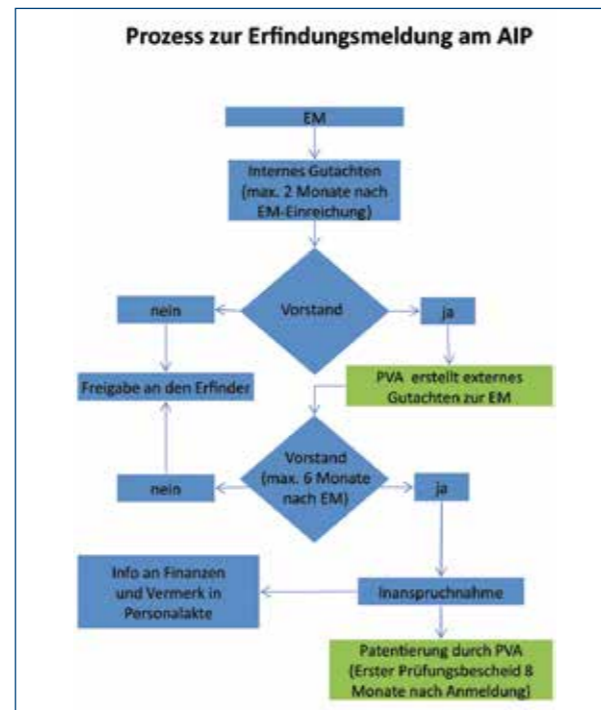 Prozess zur Erfindungsmeldung am AIP
EM
Internes Gutachten
(max. 2 Monate nach
EM-Einreichung)
Vorstand
nein
ja
Freigabe an den Erfinder
PVA erstellt externes
Gutachten zur EM
Vorstand
(max. 6 Monate
nach EM)
nein
ja
Info an Finanzen
und Vermerk in
Personalakte
Inanspruchnahme
Patentierung durch PVA
(Erster Prüfungsbescheid 8
Monate nach Anmeldung)